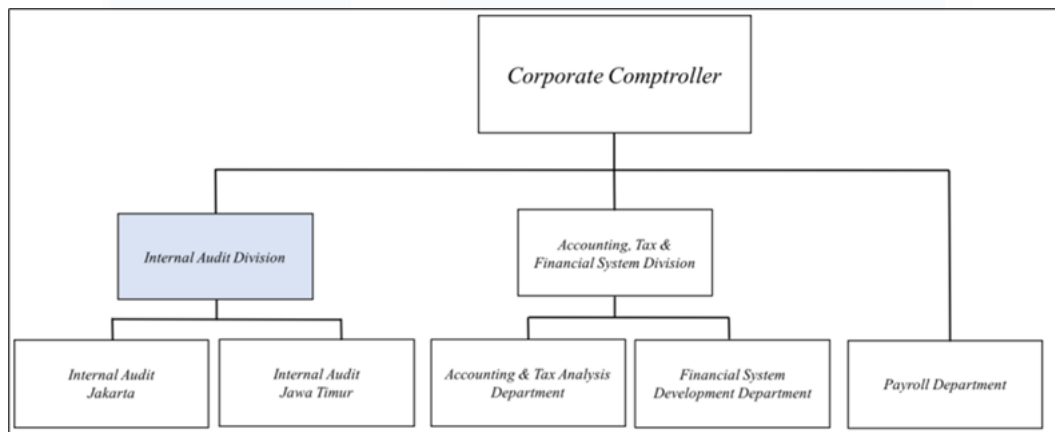 Corporate Comptroller
Internal Audit Division
Accounting, Tax &
Financial System Division
Internal Audit
Jakarta
Internal Audit
Jawa Timur
Accounting & Tax Analysis
Department
Financial System
Development Department
Payroll Department